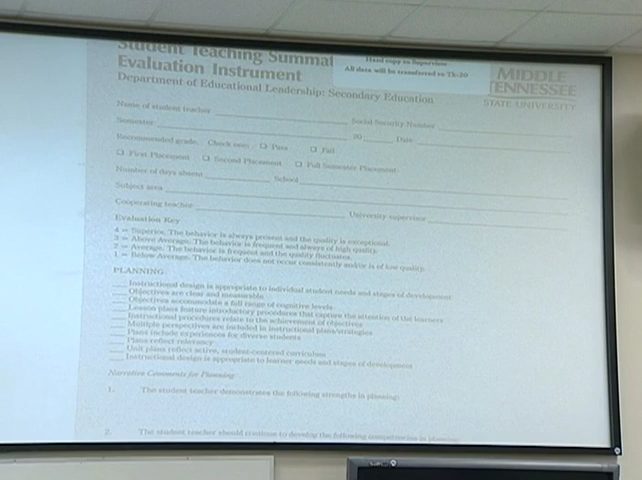 Student Teaching Summa
Evaluation Instrument
Department of Educational Leadership: Secondary Education
Hand copy to Supervisor
All data will be transferred to Tk-20
MIDDLE
TENNESSEE
STATE UNIVERSITY
Name of student teacher
Social Security Number
Semester
20 Date
Recommended grade. Check one: ❑ Pass ❑ Fail
❑ First Placement ❑ Second Placement ❑ Full Semester Placement
Number of days absent School
Subject area
Cooperating teacher University supervisor
Evaluation Key
4 = Superior. The behavior is always present and the quality is exceptional.
3 = Above Average. The behavior is frequent and always of high quality.
2 = Average. The behavior is frequent and the quality fluctuates.
1 = Below Average. The behavior does not occur consistently and/or is of low quality.
PLANNING
Instructional design is appropriate to individual student needs and stages of development
Objectives are clear and measurable
Objectives accommodate a full range of cognitive levels
Lesson plans feature introductory procedures that capture the attention of the learners
Instructional procedures relate to the achievement of objectives
Multiple perspectives are included in instructional plans/strategies
Plans include experiences for diverse students
Plans reflect relevancy
Unit plans reflect active, student-centered curriculum
Instructional design is appropriate to learner needs and stages of development
Narrative Comments for Planning
1. The student teacher demonstrates the following strengths in planning:
2. The student teacher should continue to develop the following competencies in planning: